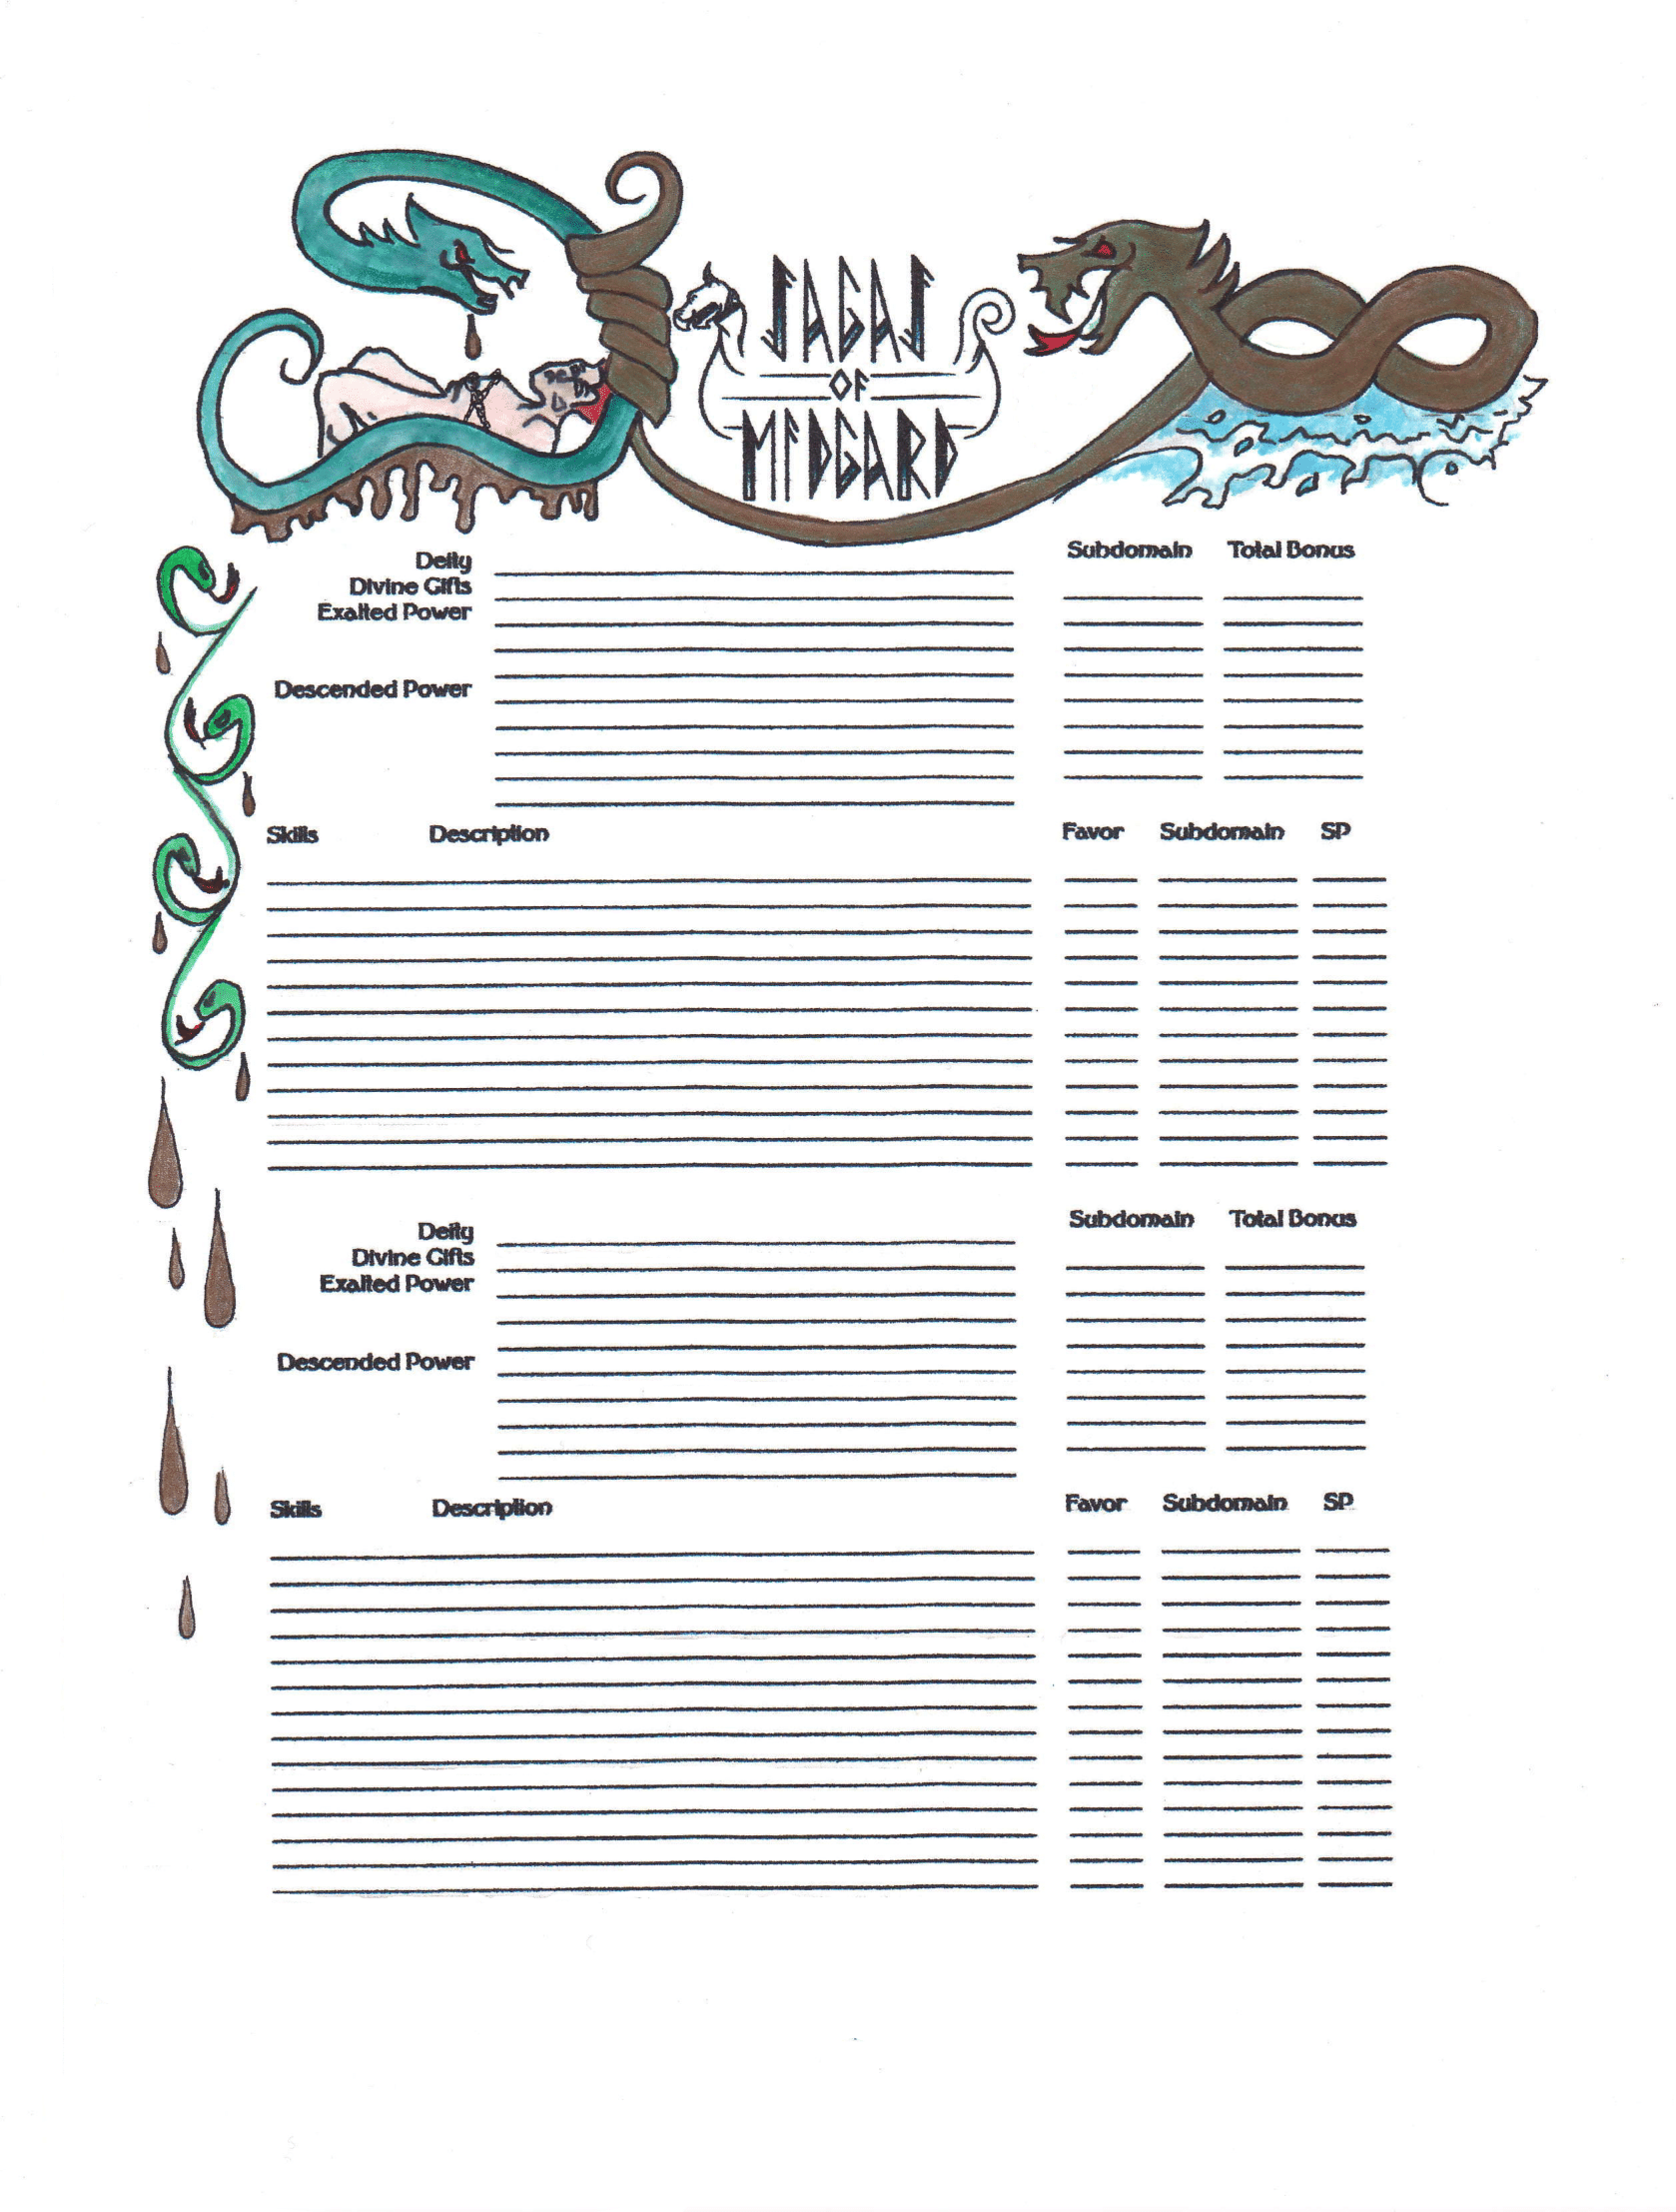 SAGAS
OF
MIDGARD
Deity
Divine Gifts
Exalted Power
Descended Power
Subdomain Total Bonus
Skills Description Favor Subdomain SP
Deity
Divine Gifts
Exalted Power
Descended Power
Subdomain Total Bonus
Skills Description Favor Subdomain SP